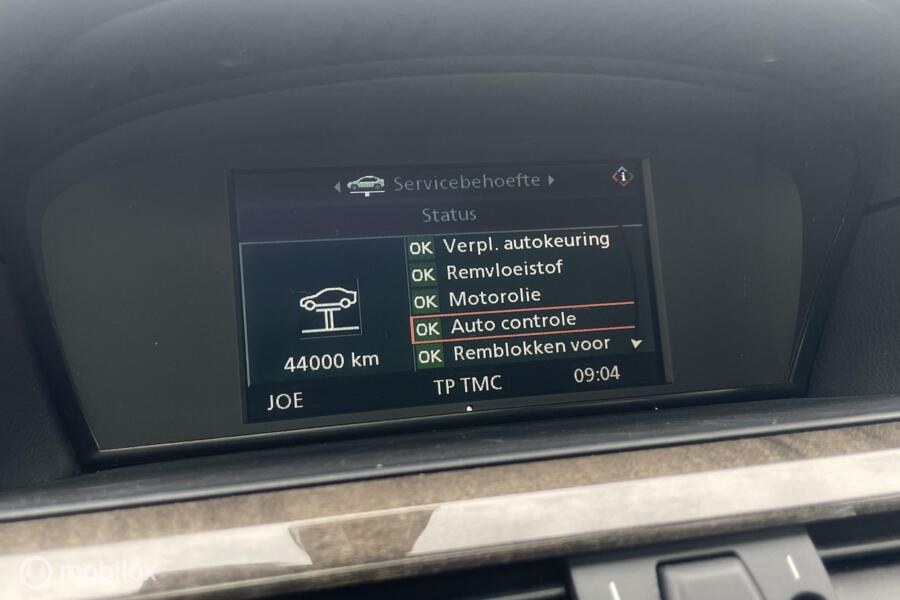 Servicebehoefte
Status
OK Verpl. autokeuring
OK Remvloeistof
OK Motorolie
OK Auto controle
OK Remblokken voor
44000 km
JOE
TP TMC
09:04
mobilox